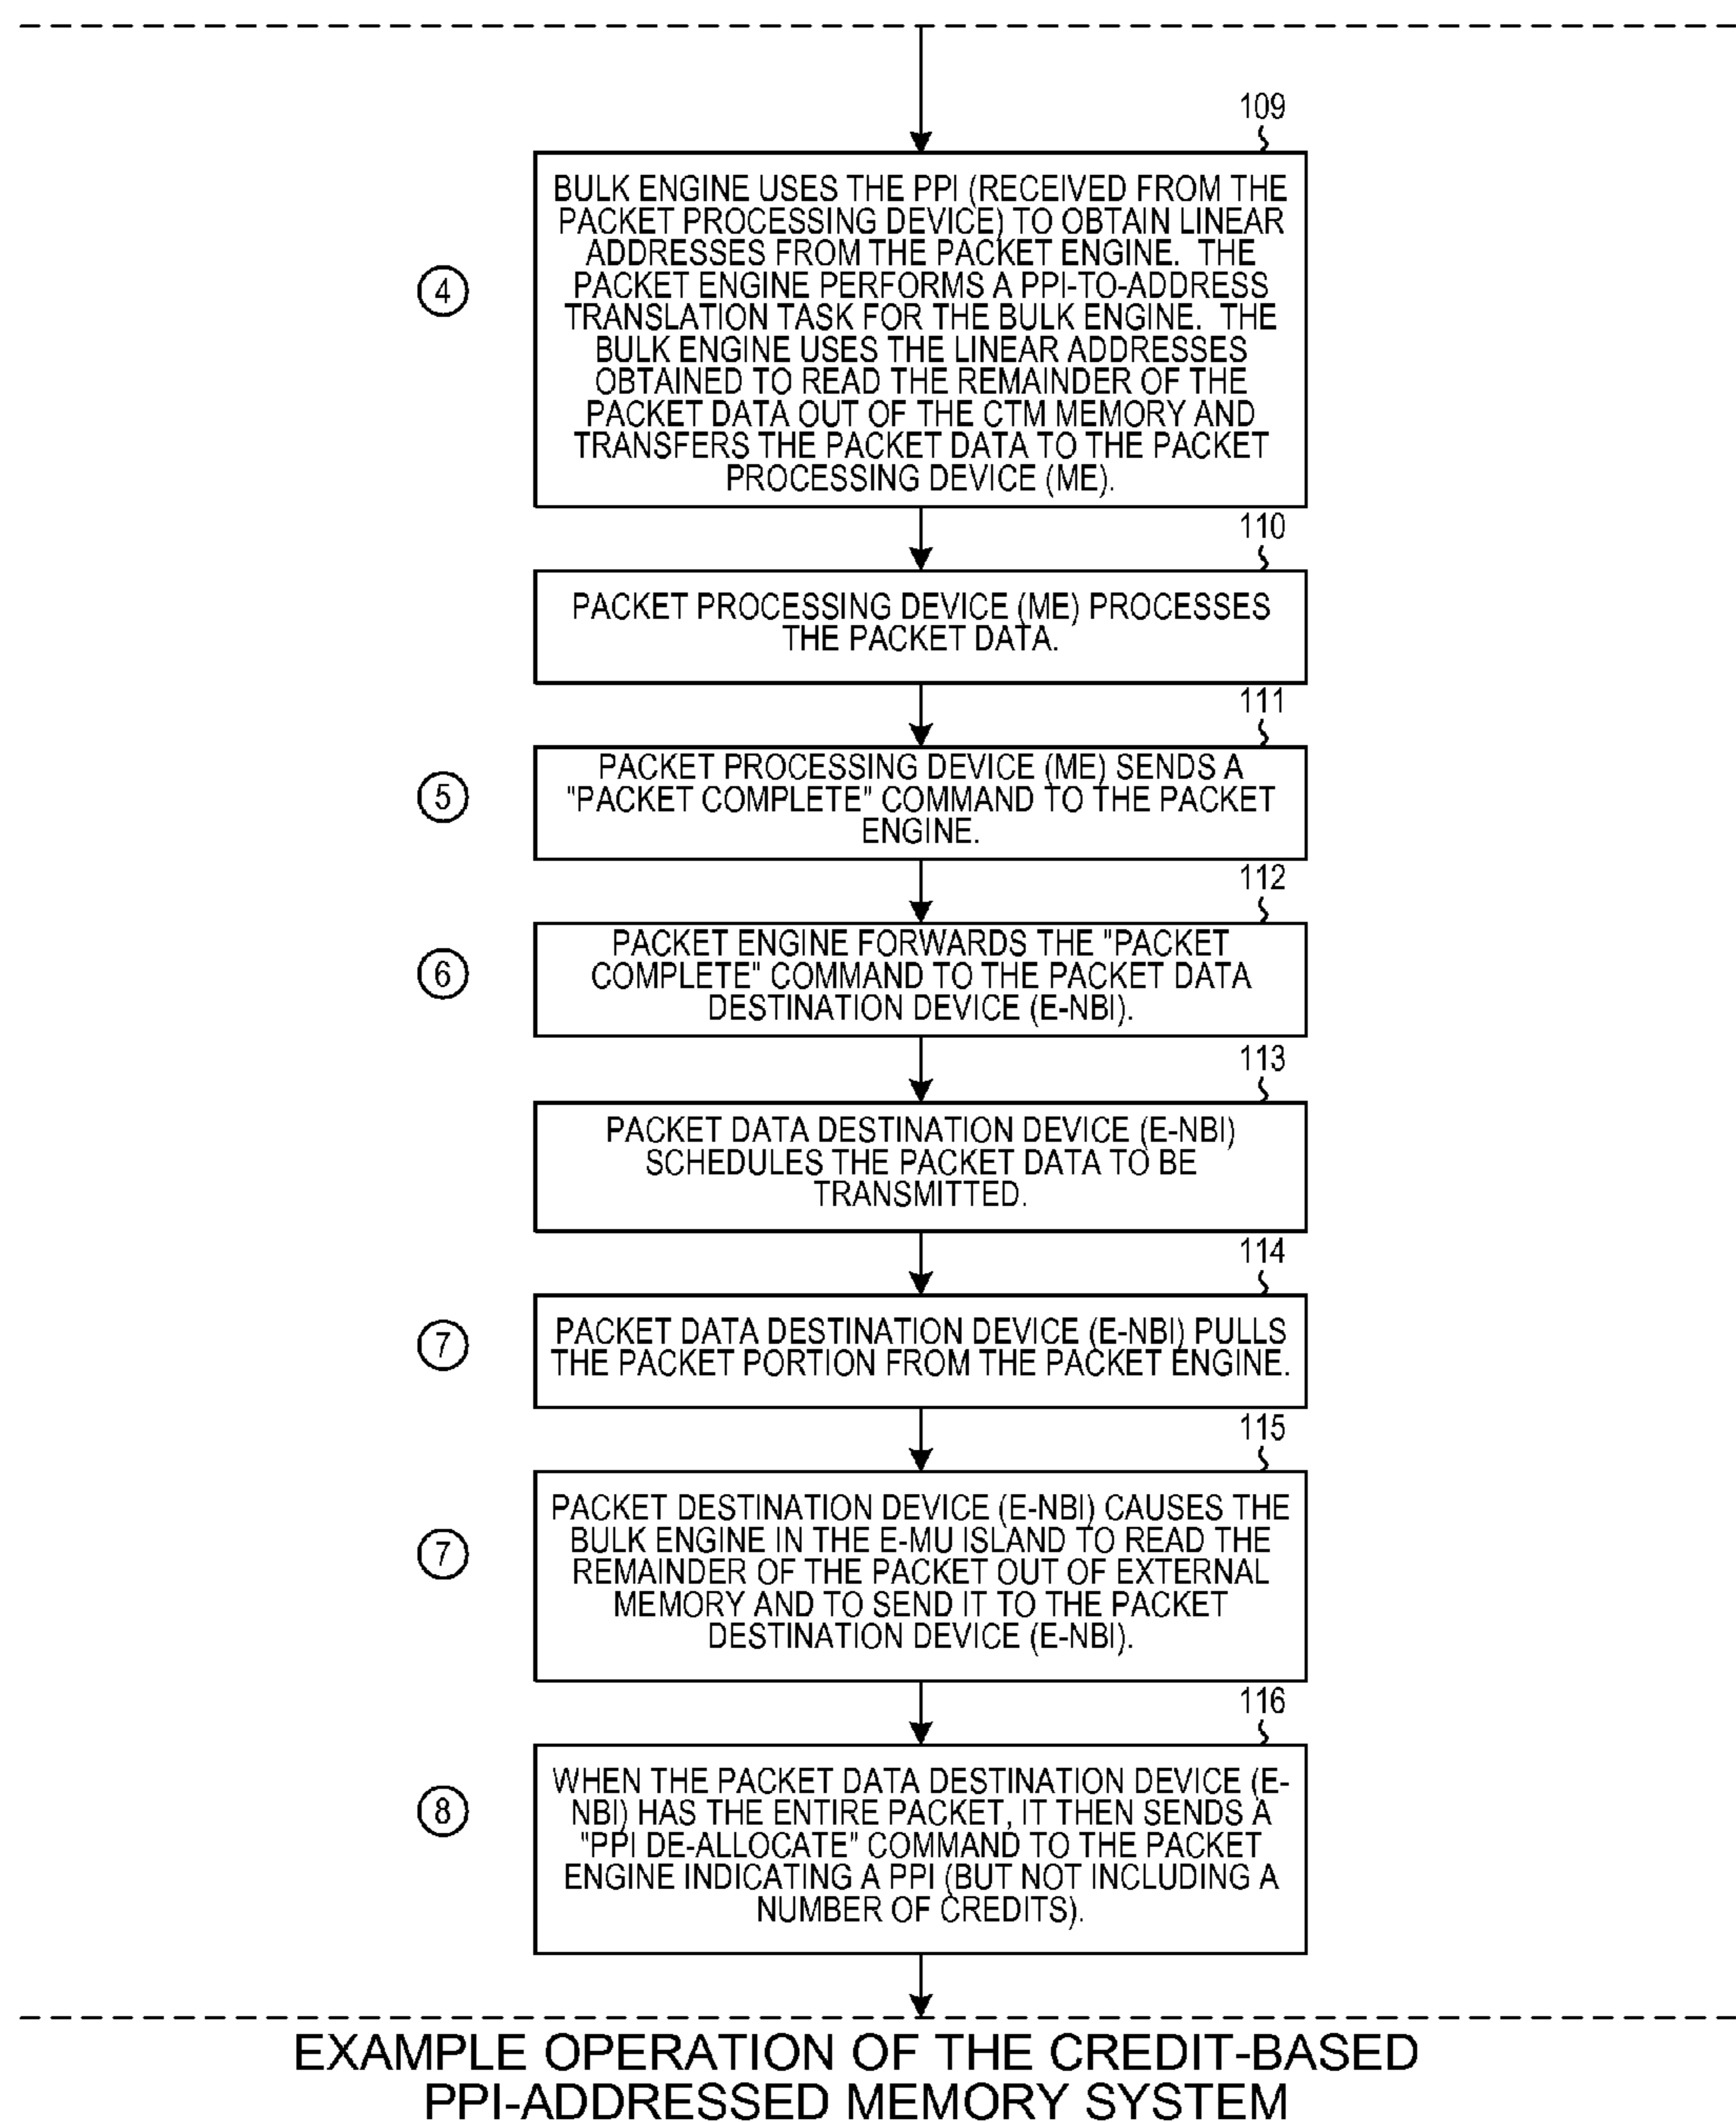 109
BULK ENGINE USES THE PPI (RECEIVED FROM THE
PACKET PROCESSING DEVICE) TO OBTAIN LINEAR
ADDRESSES FROM THE PACKET ENGINE. THE
PACKET ENGINE PERFORMS A PPI-TO-ADDRESS
TRANSLATION TASK FOR THE BULK ENGINE. THE
BULK ENGINE USES THE LINEAR ADDRESSES
OBTAINED TO READ THE REMAINDER OF THE
PACKET DATA OUT OF THE CTM MEMORY AND
TRANSFERS THE PACKET DATA TO THE PACKET
PROCESSING DEVICE (ME).
4
110
PACKET PROCESSING DEVICE (ME) PROCESSES
THE PACKET DATA.
111
PACKET PROCESSING DEVICE (ME) SENDS A
"PACKET COMPLETE" COMMAND TO THE PACKET
ENGINE.
5
112
PACKET ENGINE FORWARDS THE "PACKET
COMPLETE" COMMAND TO THE PACKET DATA
DESTINATION DEVICE (E-NBI).
6
113
PACKET DATA DESTINATION DEVICE (E-NBI)
SCHEDULES THE PACKET DATA TO BE
TRANSMITTED.
114
PACKET DATA DESTINATION DEVICE (E-NBI) PULLS
THE PACKET PORTION FROM THE PACKET ENGINE.
7
115
PACKET DESTINATION DEVICE (E-NBI) CAUSES THE
BULK ENGINE IN THE E-MU ISLAND TO READ THE
REMAINDER OF THE PACKET OUT OF EXTERNAL
MEMORY AND TO SEND IT TO THE PACKET
DESTINATION DEVICE (E-NBI).
7
116
WHEN THE PACKET DATA DESTINATION DEVICE (E-
NBI) HAS THE ENTIRE PACKET, IT THEN SENDS A
"PPI DE-ALLOCATE" COMMAND TO THE PACKET
ENGINE INDICATING A PPI (BUT NOT INCLUDING A
NUMBER OF CREDITS).
8
EXAMPLE OPERATION OF THE CREDIT-BASED
PPI-ADDRESSED MEMORY SYSTEM